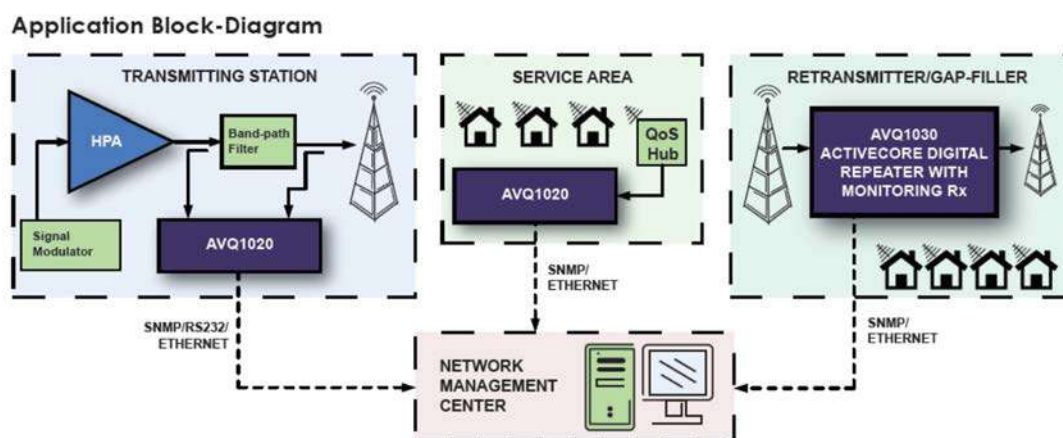 Application Block-Diagram
TRANSMITTING STATION
HPA
Band-path
Filter
Signal
Modulator
AVQ1020
SNMP/RS232/
ETHERNET
SERVICE AREA
QoS
Hub
AVQ1020
SNMP/
ETHERNET
RETRANSMITTER/GAP-FILLER
AVQ1030
ACTIVECORE DIGITAL
REPEATER WITH
MONITORING Rx
SNMP/
ETHERNET
NETWORK
MANAGEMENT
CENTER